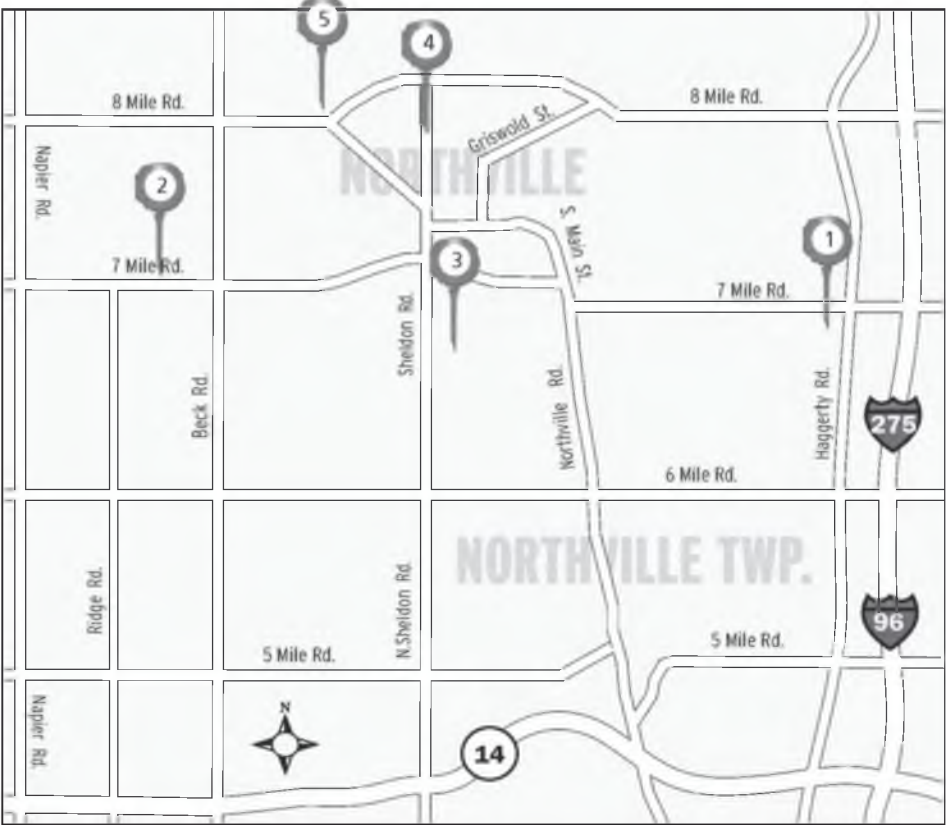 5
4
8 Mile Rd.
8 Mile Rd.
Griswold St.
Napier Rd.
NORTHVILLE
2
S. Main St.
1
3
7 Mile Rd.
7 Mile Rd.
Sheldon Rd.
Beck Rd.
Northville Rd.
Haggerty Rd.
275
6 Mile Rd.
NORTHVILLE TWP.
Ridge Rd.
N.Sheldon Rd.
96
5 Mile Rd.
5 Mile Rd.
Napier Rd.
N
14